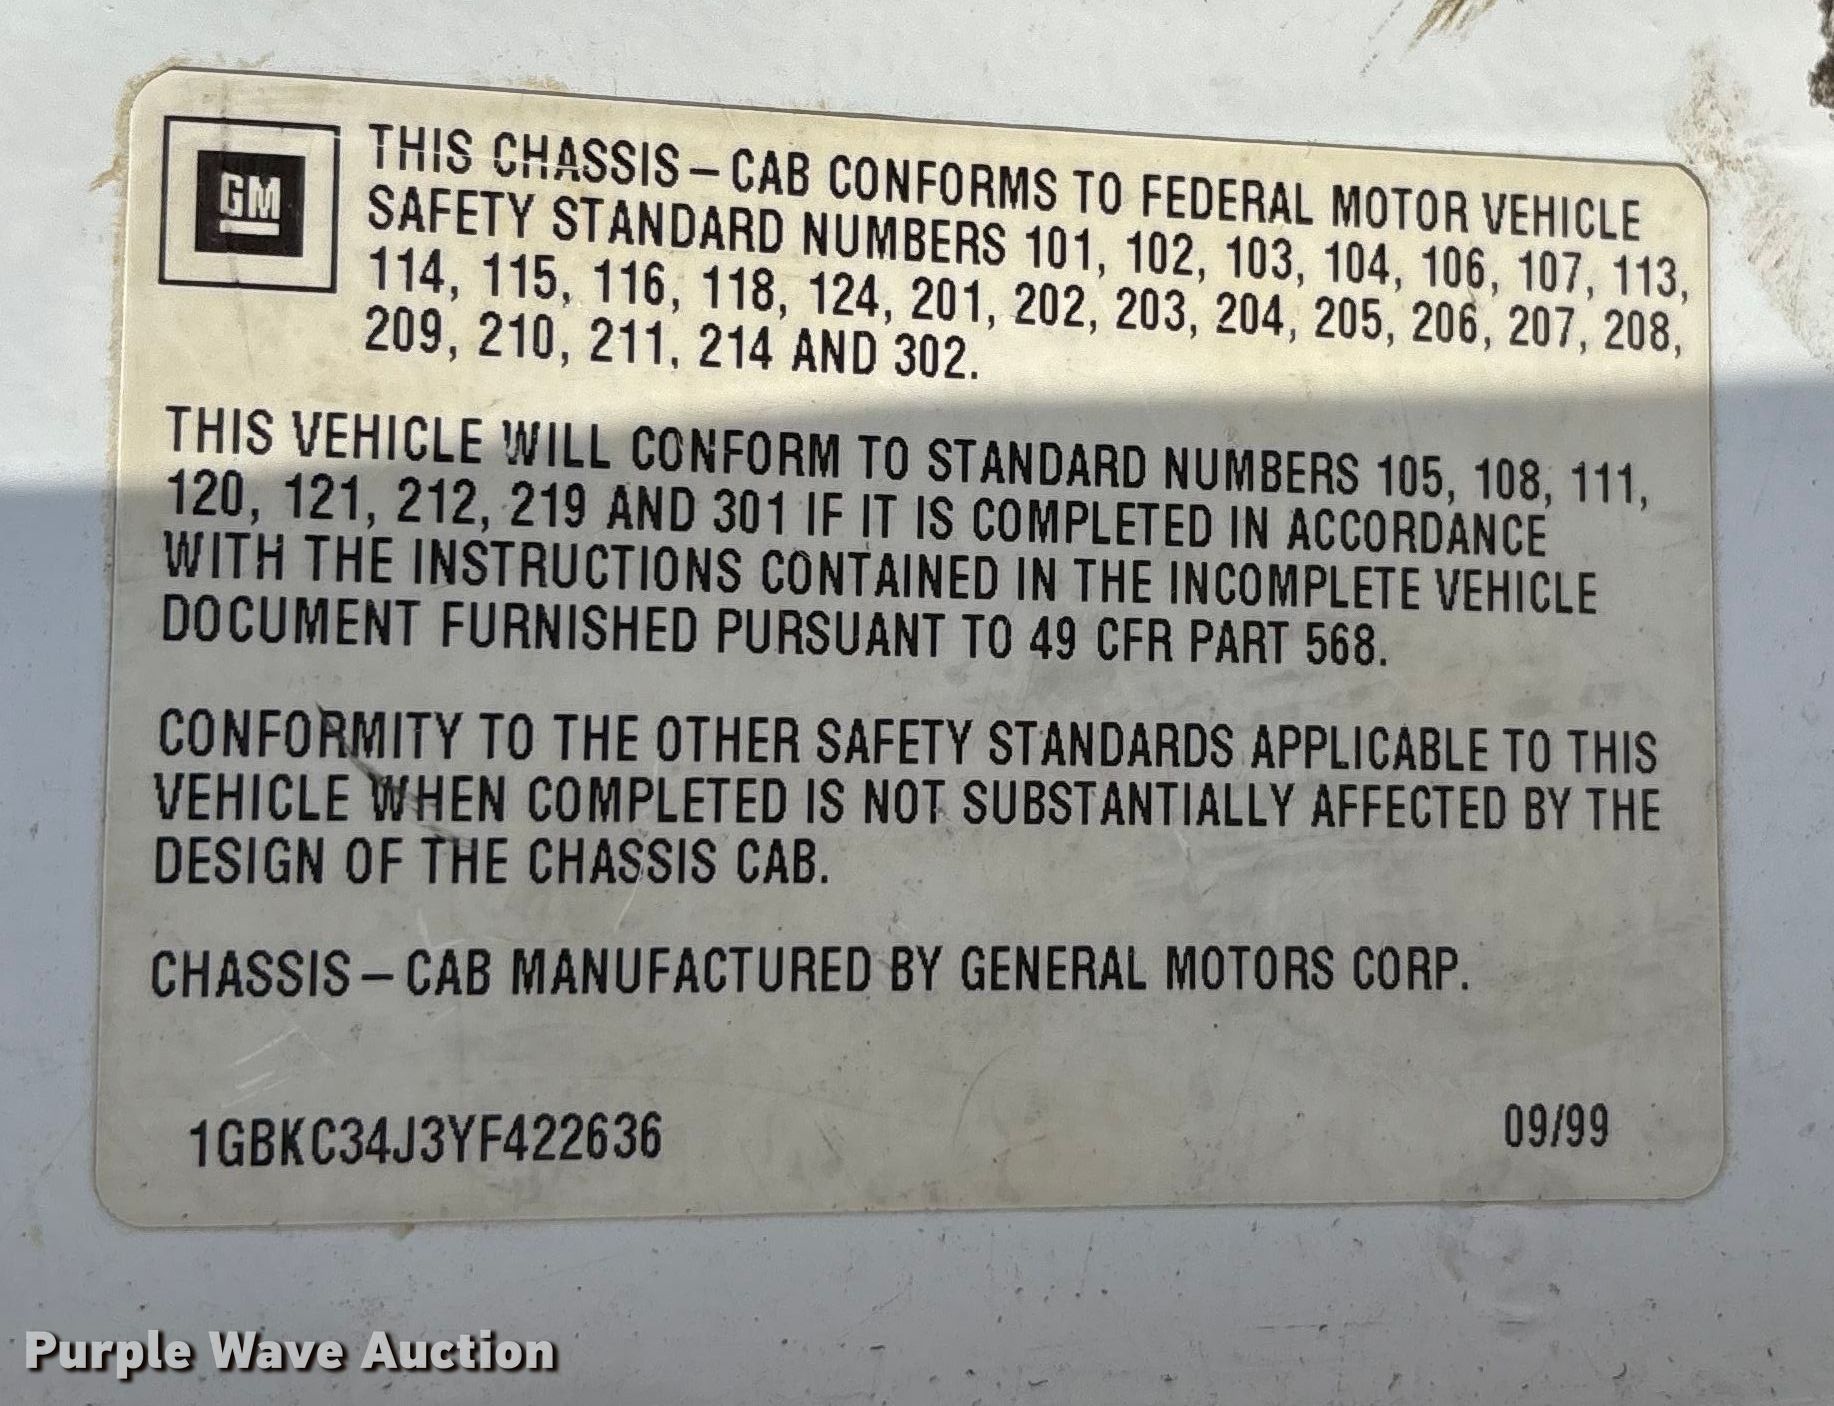 GM
THIS CHASSIS – CAB CONFORMS TO FEDERAL MOTOR VEHICLE
SAFETY STANDARD NUMBERS 101, 102, 103, 104, 106, 107, 113,
114, 115, 116, 118, 124, 201, 202, 203, 204, 205, 206, 207, 208,
209, 210, 211, 214 AND 302.
THIS VEHICLE WILL CONFORM TO STANDARD NUMBERS 105, 108, 111,
120, 121, 212, 219 AND 301 IF IT IS COMPLETED IN ACCORDANCE
WITH THE INSTRUCTIONS CONTAINED IN THE INCOMPLETE VEHICLE
DOCUMENT FURNISHED PURSUANT TO 49 CFR PART 568.
CONFORMITY TO THE OTHER SAFETY STANDARDS APPLICABLE TO THIS
VEHICLE WHEN COMPLETED IS NOT SUBSTANTIALLY AFFECTED BY THE
DESIGN OF THE CHASSIS CAB.
CHASSIS – CAB MANUFACTURED BY GENERAL MOTORS CORP.
1GBKC34J3YF422636 09/99
Purple Wave Auction